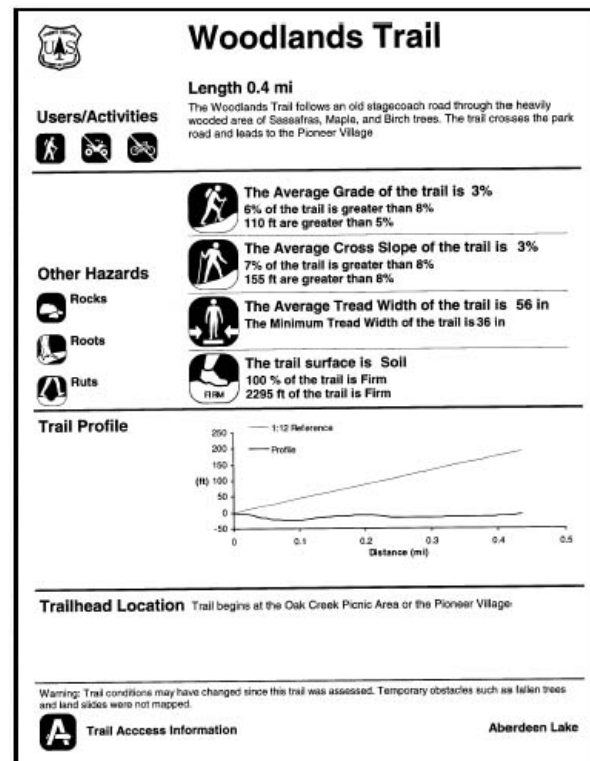 Woodlands Trail
Length 0.4 mi
The Woodlands Trail follows an old stagecoach road through the heavily
wooded area of Sassafras, Maple, and Birch trees. The trail crosses the park
road and leads to the Pioneer Village
US
Users/Activities
The Average Grade of the trail is 3%
6% of the trail is greater than 8%
110 ft are greater than 5%
The Average Cross Slope of the trail is 3%
7% of the trail is greater than 8%
155 ft are greater than 8%
Other Hazards
Rocks
Roots
Ruts
The Average Tread Width of the trail is 56 in
The Minimum Tread Width of the trail is 36 in
FIRM
The trail surface is Soil
100 % of the trail is Firm
2295 ft of the trail is Firm
Trail Profile
1:12 Reference
Profile
250
200
150
(ft) 100
50
0
-50
0 0.1 0.2 0.3 0.4 0.5
Distance (mi)
Trailhead Location Trail begins at the Oak Creek Picnic Area or the Pioneer Village
Warning: Trail conditions may have changed since this trail was assessed. Temporary obstacles such as fallen trees
and land slides were not mapped.
Trail Acccess Information
Aberdeen Lake